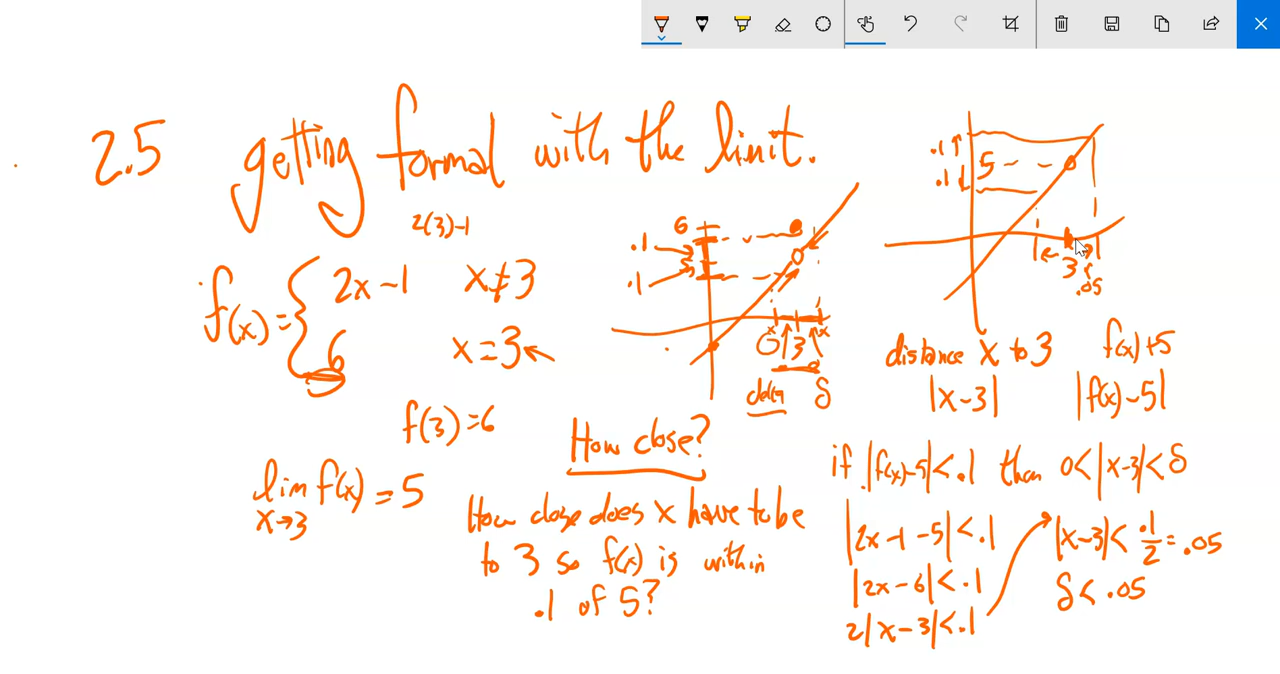 2.5 getting formal with the limit.
2(3)-1
f(x) = { 2x-1 x≠3
6 x=3
f(3)=6
lim f(x) = 5
x→3
6
.1
5
.1
3
x x
delta δ
How close?
How close does x have to be
to 3 so f(x) is within
.1 of 5?
.1↑
.1↓
5
3
.05
distance x to 3 f(x) + 5
|x-3| |f(x)-5|
if |f(x)-5|<.1 than 0<|x-3|<δ
|2x-1-5|<.1 |x-3|< .1/2 = .05
|2x-6|<.1 δ<.05
2|x-3|<.1